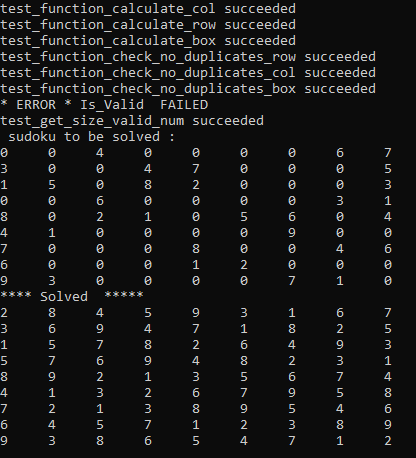 test_function_calculate_col succeeded
test_function_calculate_row succeeded
test_function_calculate_box succeeded
test_function_check_no_duplicates_row succeeded
test_function_check_no_duplicates_col succeeded
test_function_check_no_duplicates_box succeeded
* ERROR * Is_Valid  FAILED
test_get_size_valid_num succeeded
 sudoku to be solved :
0 0 4 0 0 0 0 6 7
3 0 0 4 7 0 0 0 5
1 5 0 8 2 0 0 0 3
0 0 6 0 0 0 0 3 1
8 0 2 1 0 5 6 0 4
4 1 0 0 0 0 9 0 0
7 0 0 0 8 0 0 4 6
6 0 0 0 1 2 0 0 0
9 3 0 0 0 0 7 1 0
**** Solved  *****
2 8 4 5 9 3 1 6 7
3 6 9 4 7 1 8 2 5
1 5 7 8 2 6 4 9 3
5 7 6 9 4 8 2 3 1
8 9 2 1 3 5 6 7 4
4 1 3 2 6 7 9 5 8
7 2 1 3 8 9 5 4 6
6 4 5 7 1 2 3 8 9
9 3 8 6 5 4 7 1 2